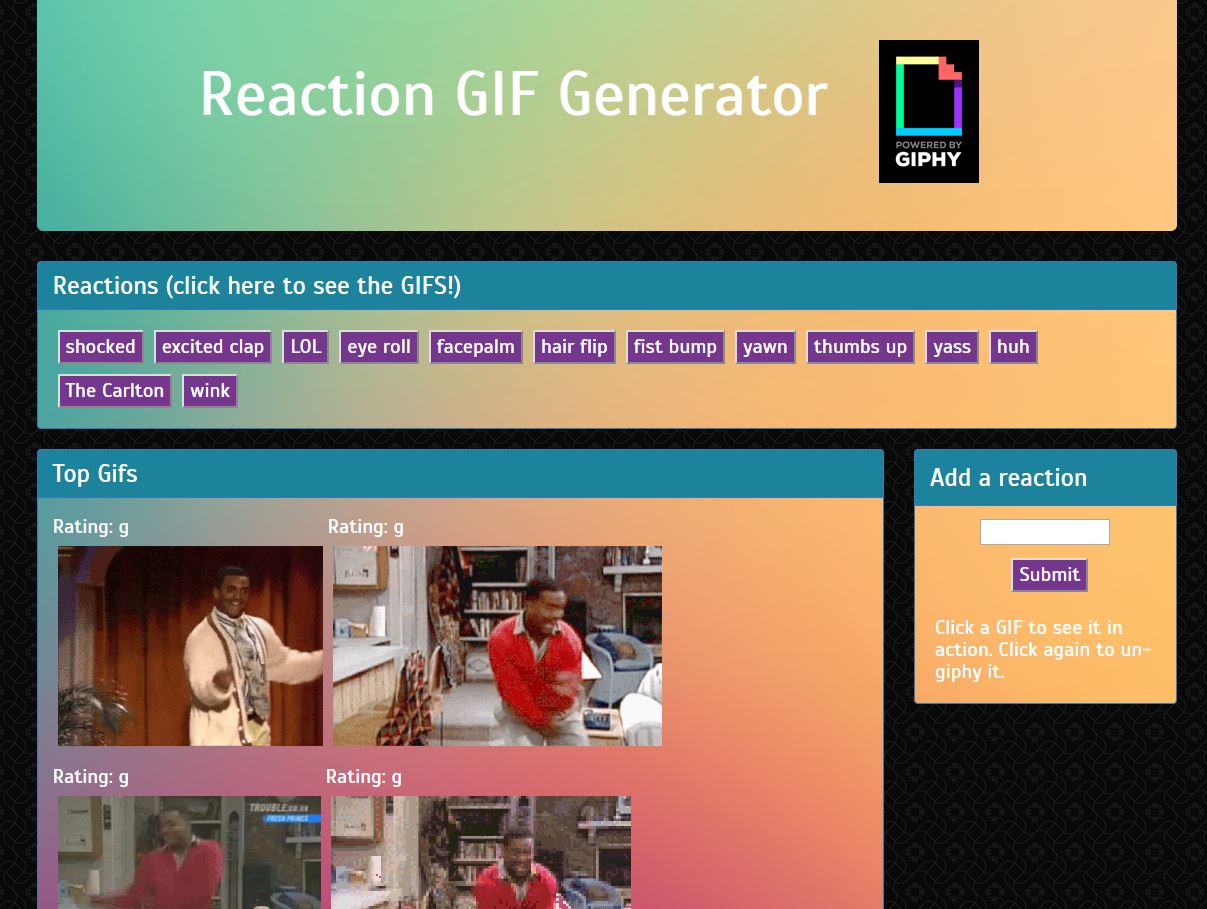 Reaction GIF Generator
POWERED BY
GIPHY
Reactions (click here to see the GIFS!)
shocked excited clap LOL eye roll facepalm hair flip fist bump yawn thumbs up yass huh
The Carlton wink
Top Gifs
Add a reaction
Rating: g Rating: g
Submit
Click a GIF to see it in
action. Click again to un-
giphy it.
Rating: g Rating: g
TROUBLE.co.uk
FRESH PRINCE